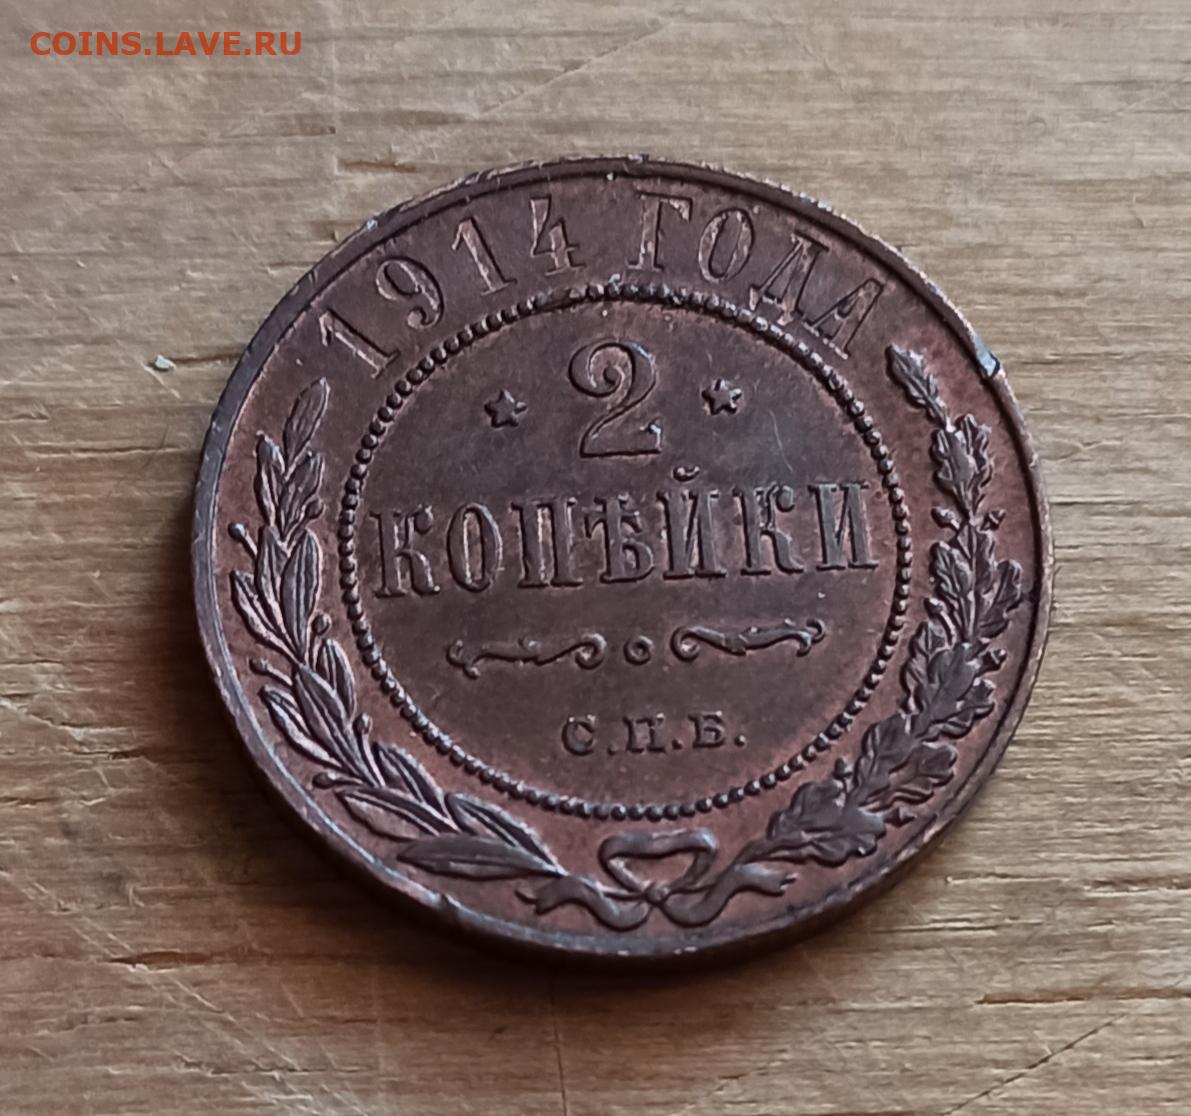 COINS.LAVE.RU
1914 ГОДА
2
КОПѢЙКИ
С.П.Б.